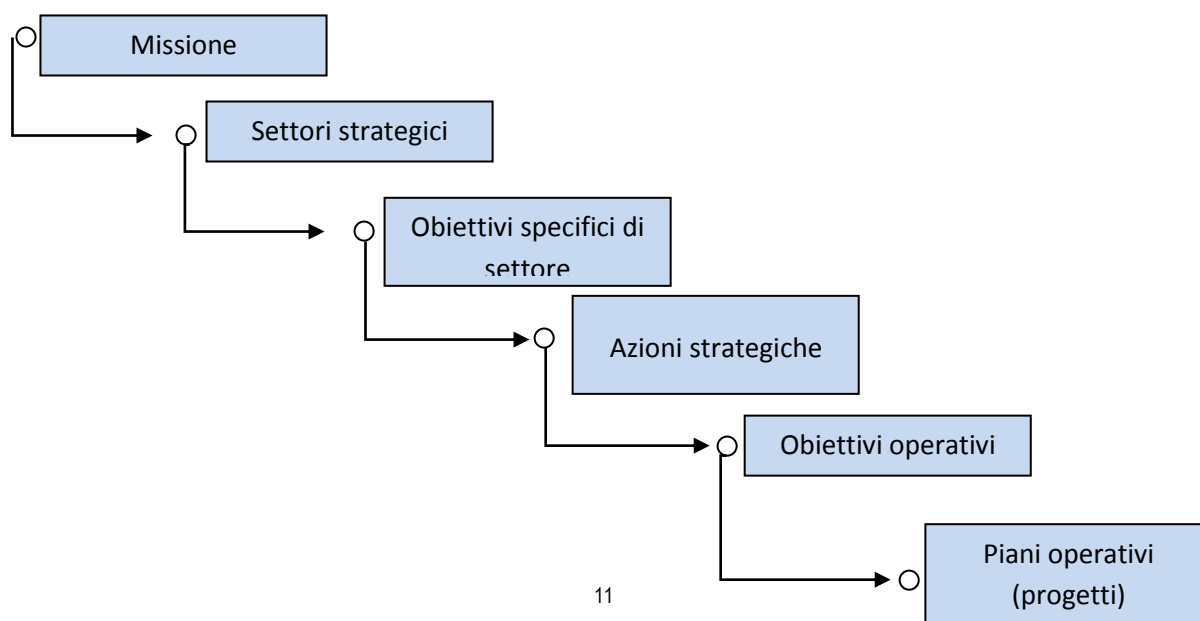 Missione
Settori strategici
Obiettivi specifici di
settore
Azioni strategiche
Obiettivi operativi
Piani operativi
(progetti)
11